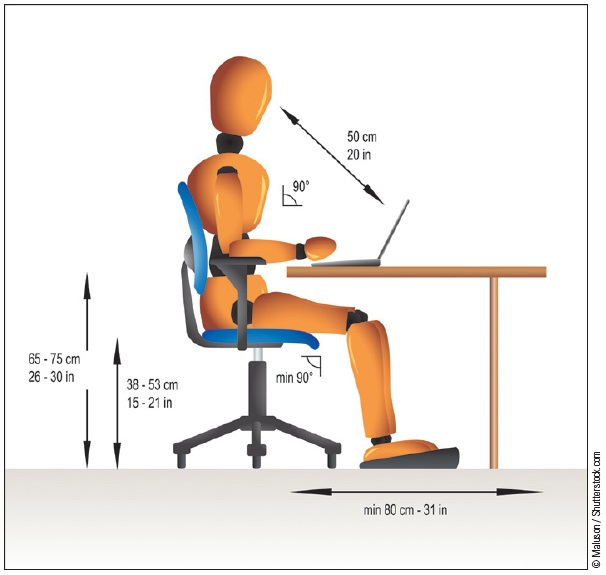 50 cm
20 in
90°
65 - 75 cm
26 - 30 in
38 - 53 cm
15 - 21 in
min 90°
min 80 cm - 31 in
© Maluson / Shutterstock.com